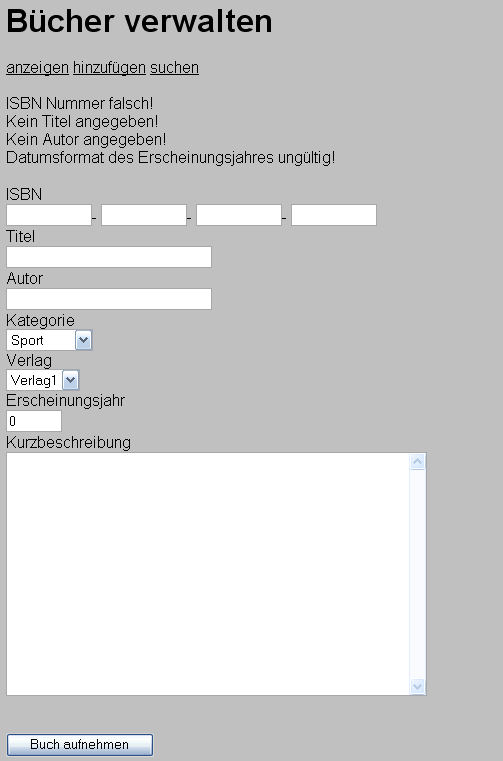 Bücher verwalten
anzeigen hinzufügen suchen
ISBN Nummer falsch!
Kein Titel angegeben!
Kein Autor angegeben!
Datumsformat des Erscheinungsjahres ungültig!
ISBN
- - -
Titel
Autor
Kategorie
Sport
Verlag
Verlag1
Erscheinungsjahr
0
Kurzbeschreibung
Buch aufnehmen